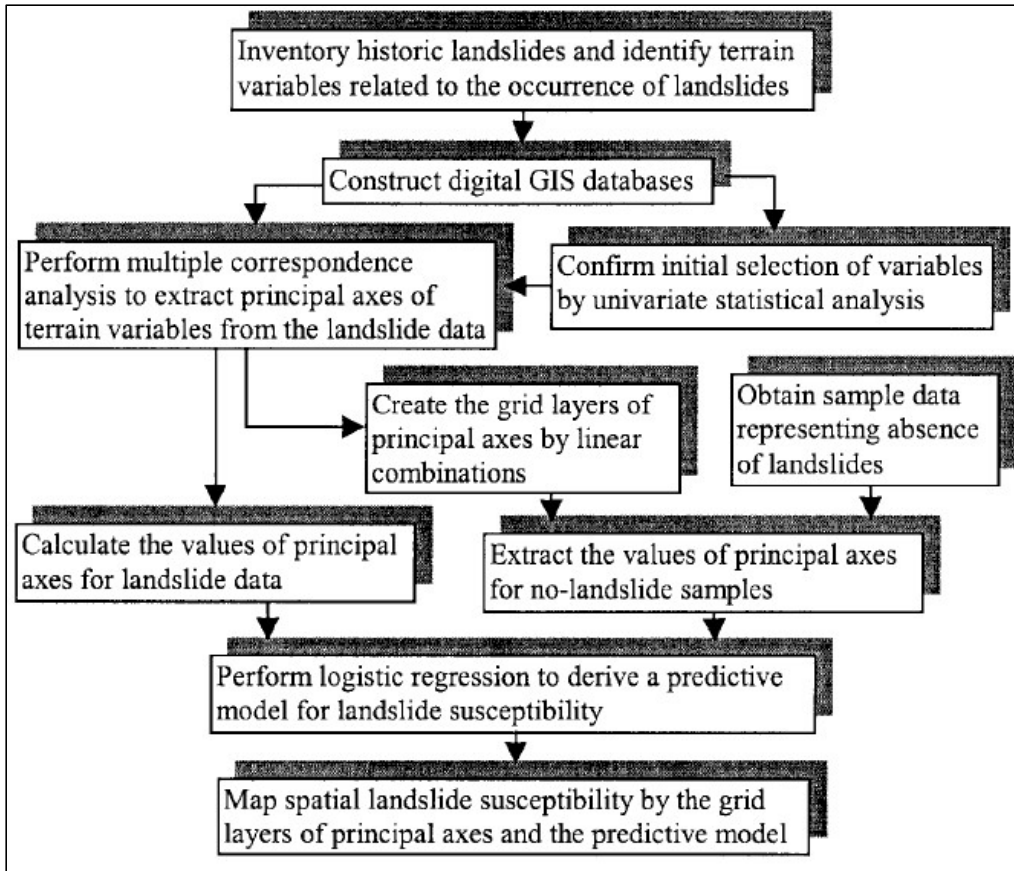 Inventory historic landslides and identify terrain
variables related to the occurrence of landslides
Construct digital GIS databases
Perform multiple correspondence
analysis to extract principal axes of
terrain variables from the landslide data
Confirm initial selection of variables
by univariate statistical analysis
Create the grid layers of
principal axes by linear
combinations
Obtain sample data
representing absence
of landslides
Calculate the values of principal
axes for landslide data
Extract the values of principal axes
for no-landslide samples
Perform logistic regression to derive a predictive
model for landslide susceptibility
Map spatial landslide susceptibility by the grid
layers of principal axes and the predictive model